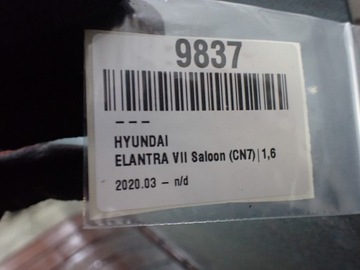 9837
---
HYUNDAI
ELANTRA VII Saloon (CN7)|1,6
2020.03 - n/d